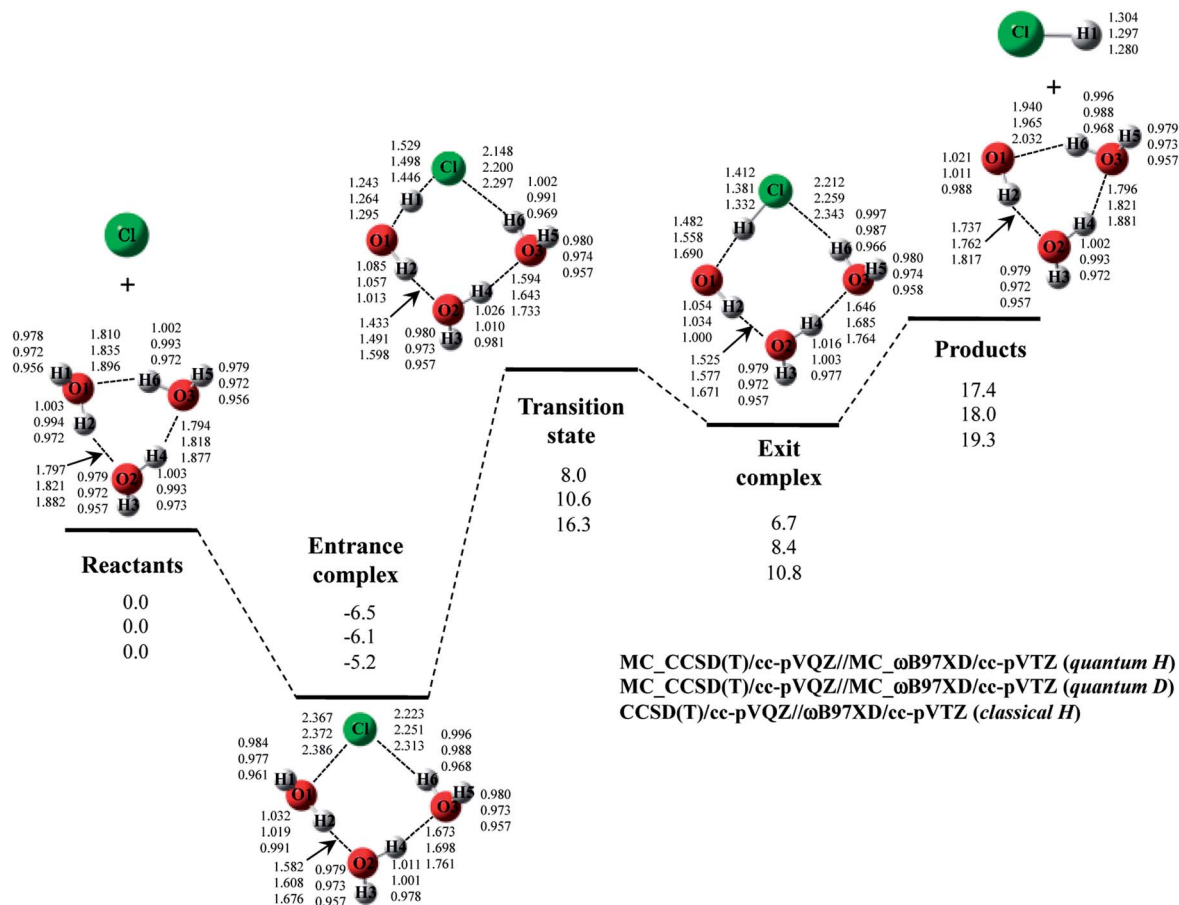 Cl
H1
1.304
1.297
1.280
+
1.940
1.965
2.032
0.996
0.988
0.968
0.979
0.973
0.957
1.021
1.011
0.988
O1
H6
H5
O3
H2
1.796
1.821
1.881
1.737
1.762
1.817
H4
O2
H3
1.002
0.993
0.972
0.979
0.972
0.957
Products
17.4
18.0
19.3
1.529
1.498
1.446
Cl
2.148
2.200
2.297
1.243
1.264
1.295
H1
1.002
0.991
0.969
H6
H5
O3
0.980
0.974
0.957
O1
H2
1.085
1.057
1.013
1.594
1.643
1.733
H4
O2
H3
1.433
1.491
1.598
0.980
0.973
0.957
1.026
1.010
0.981
Transition
state
8.0
10.6
16.3
1.412
1.381
1.332
Cl
2.212
2.259
2.343
1.482
1.558
1.690
H1
0.997
0.987
0.966
H6
H5
O3
0.980
0.974
0.958
O1
H2
1.054
1.034
1.000
1.646
1.685
1.764
H4
O2
H3
1.525
1.577
1.671
0.979
0.972
0.957
1.016
1.003
0.977
Exit
complex
6.7
8.4
10.8
Cl
+
0.978
0.972
0.956
1.810
1.835
1.896
1.002
0.993
0.972
0.979
0.972
0.956
H1
O1
H6
H5
O3
1.003
0.994
0.972
H2
1.794
1.818
1.877
H4
O2
H3
1.797
1.821
1.882
0.979
0.972
0.957
1.003
0.993
0.973
Reactants
0.0
0.0
0.0
Entrance
complex
-6.5
-6.1
-5.2
2.367
2.372
2.386
Cl
2.223
2.251
2.313
0.984
0.977
0.961
0.996
0.988
0.968
H1
O1
H6
H5
O3
0.980
0.973
0.957
1.032
1.019
0.991
H2
1.673
1.698
1.761
H4
O2
H3
1.582
1.608
1.676
0.979
0.973
0.957
1.011
1.001
0.978
MC_CCSD(T)/cc-pVQZ//MC_ωB97XD/cc-pVTZ (quantum H)
MC_CCSD(T)/cc-pVQZ//MC_ωB97XD/cc-pVTZ (quantum D)
CCSD(T)/cc-pVQZ//ωB97XD/cc-pVTZ (classical H)